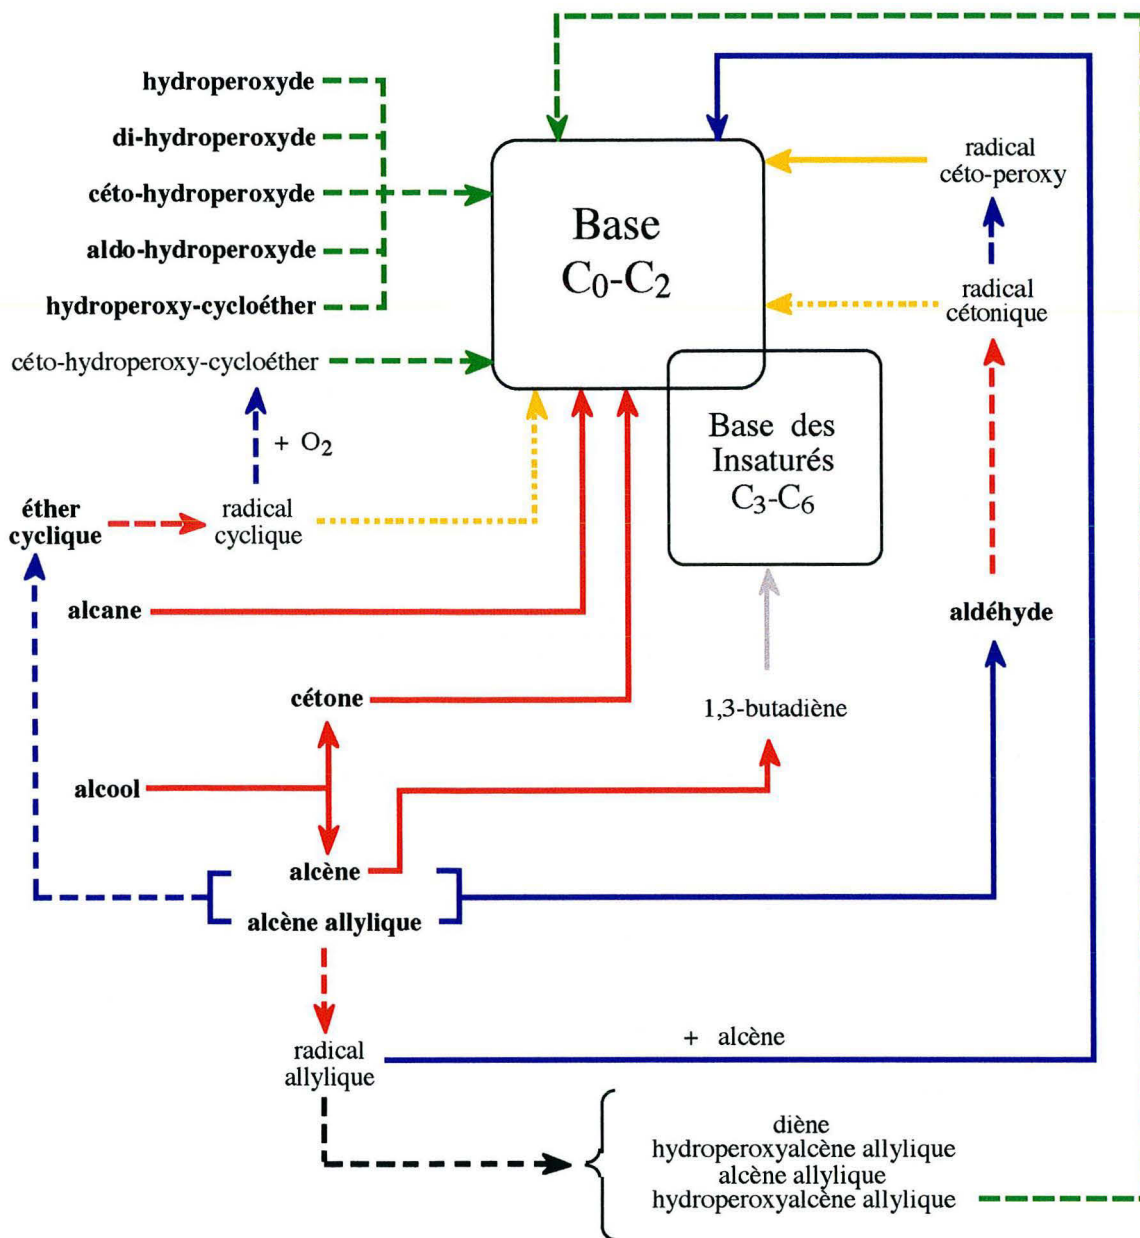 hydroperoxyde
di-hydroperoxyde
céto-hydroperoxyde
aldo-hydroperoxyde
hydroperoxy-cycloéther
céto-hydroperoxy-cycloéther
Base
C₀-C₂
radical
céto-peroxy
radical
cétonique
+ O₂
Base des
Insaturés
C₃-C₆
éther
cyclique
radical
cyclique
alcane
aldéhyde
cétone
1,3-butadiène
alcool
alcène
alcène allylique
radical
allylique
+ alcène
diène
hydroperoxyalcène allylique
alcène allylique
hydroperoxyalcène allylique